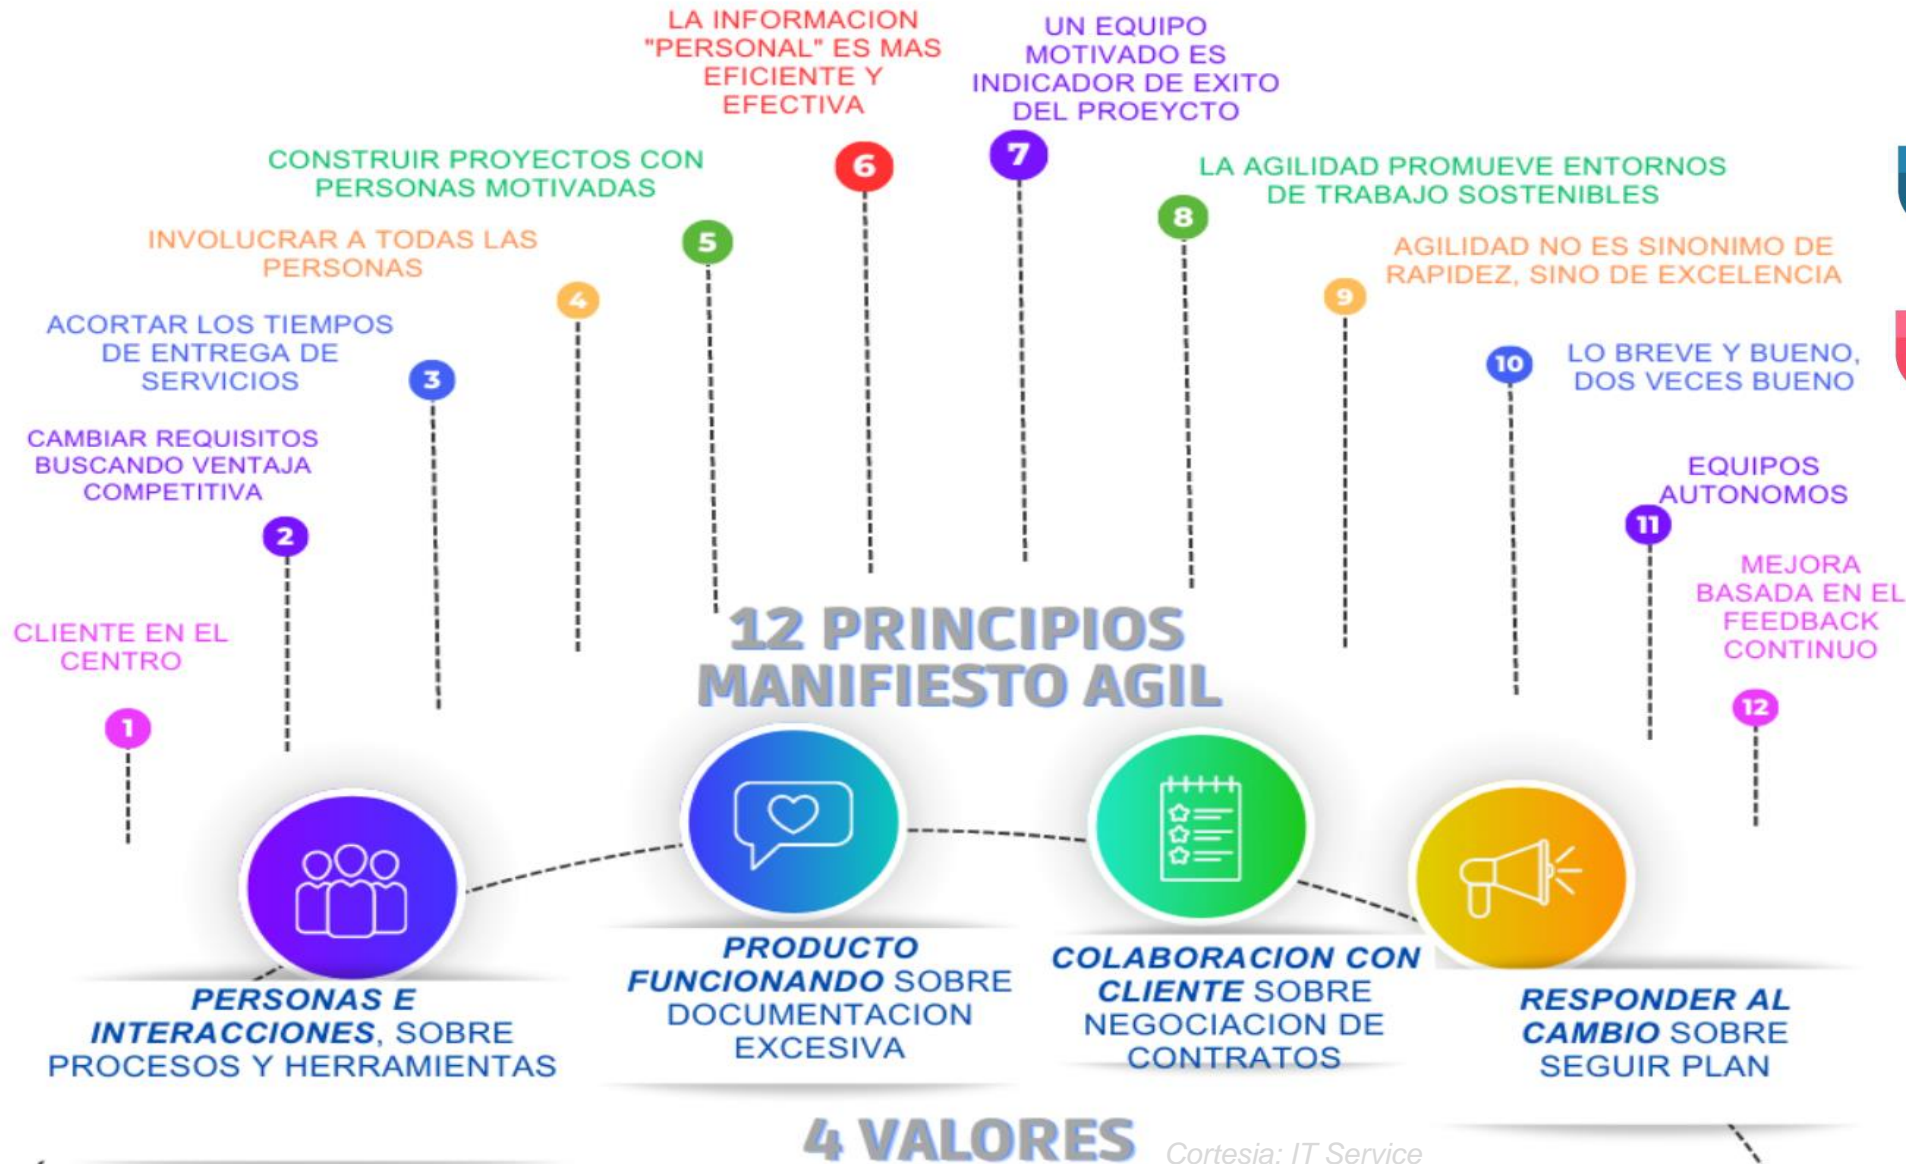 CLIENTE EN EL
CENTRO
1
CAMBIAR REQUISITOS
BUSCANDO VENTAJA
COMPETITIVA
2
ACORTAR LOS TIEMPOS
DE ENTREGA DE
SERVICIOS
3
INVOLUCRAR A TODAS LAS
PERSONAS
4
CONSTRUIR PROYECTOS CON
PERSONAS MOTIVADAS
5
LA INFORMACION
"PERSONAL" ES MAS
EFICIENTE Y
EFECTIVA
6
UN EQUIPO
MOTIVADO ES
INDICADOR DE EXITO
DEL PROEYCTO
7
LA AGILIDAD PROMUEVE ENTORNOS
DE TRABAJO SOSTENIBLES
8
AGILIDAD NO ES SINONIMO DE
RAPIDEZ, SINO DE EXCELENCIA
9
LO BREVE Y BUENO,
DOS VECES BUENO
10
EQUIPOS
AUTONOMOS
11
MEJORA
BASADA EN EL
FEEDBACK
CONTINUO
12
12 PRINCIPIOS
MANIFIESTO AGIL
PERSONAS E
INTERACCIONES, SOBRE
PROCESOS Y HERRAMIENTAS
PRODUCTO
FUNCIONANDO SOBRE
DOCUMENTACION
EXCESIVA
COLABORACION CON
CLIENTE SOBRE
NEGOCIACION DE
CONTRATOS
RESPONDER AL
CAMBIO SOBRE
SEGUIR PLAN
4 VALORES
Cortesia: IT Service